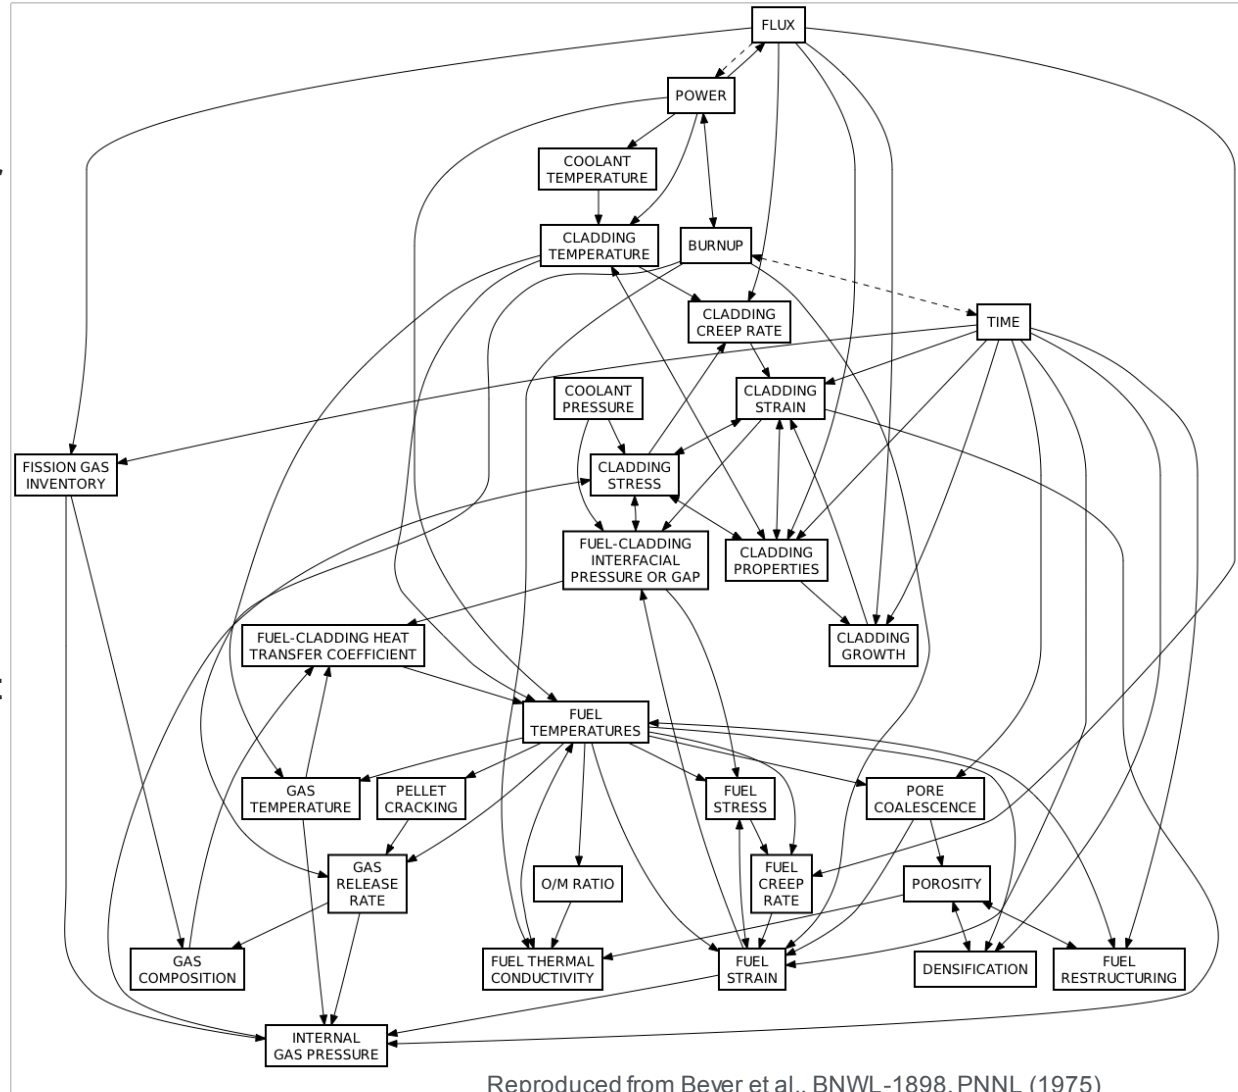 FLUX
POWER
COOLANT
TEMPERATURE
CLADDING
TEMPERATURE
BURNUP
CLADDING
CREEP RATE
TIME
COOLANT
PRESSURE
CLADDING
STRAIN
FISSION GAS
INVENTORY
CLADDING
STRESS
FUEL-CLADDING
INTERFACIAL
PRESSURE OR GAP
CLADDING
PROPERTIES
FUEL-CLADDING HEAT
TRANSFER COEFFICIENT
CLADDING
GROWTH
FUEL
TEMPERATURES
GAS
TEMPERATURE
PELLET
CRACKING
FUEL
STRESS
PORE
COALESCENCE
GAS
RELEASE
RATE
O/M RATIO
FUEL
CREEP
RATE
POROSITY
GAS
COMPOSITION
FUEL THERMAL
CONDUCTIVITY
FUEL
STRAIN
DENSIFICATION
FUEL
RESTRUCTURING
INTERNAL
GAS PRESSURE
Reproduced from Beyer et al., BNWL-1898, PNNL (1975)